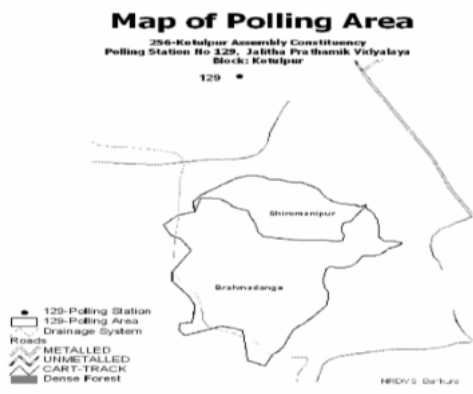 Map of Polling Area
256-Kotulpur Assembly Constituency
Polling Station No 129, Jalitha Prathamik Vidyalaya
Block: Kotulpur
129
Shiromanipur
Brahmadanga
129-Polling Station
129-Polling Area
Drainage System
Roads
METALLED
UNMETALLED
CART-TRACK
Dense Forest
NRDMS Bankura